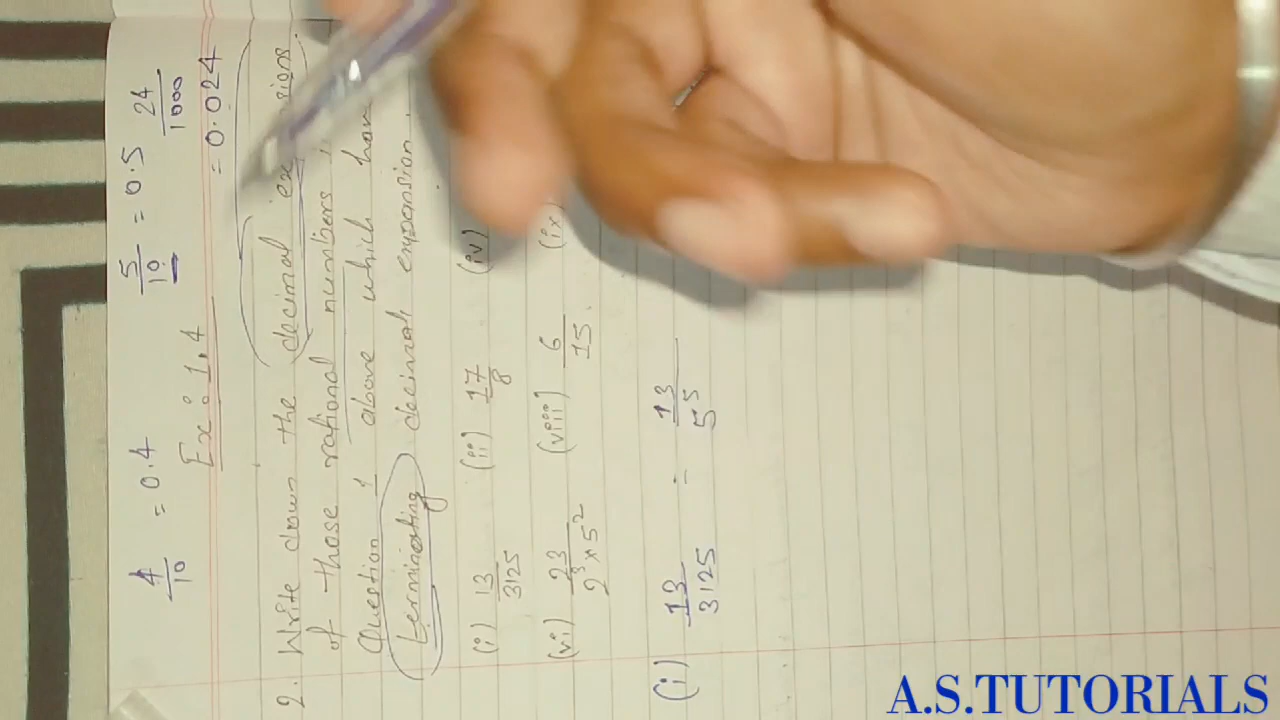 4/10 = 0.4 5/10 = 0.5 24/1000 = 0.024
Ex : 1.4
2. Write down the decimal
of those rational numbers
Question 1 above which
terminating decimal expansion.
(i) 13/3125 (ii) 17/8 (iv)
(vi) 23/2³×5² (viii) 6/15. (ix)
(i) 13/3125 = 13/5⁵
A.S.TUTORIALS